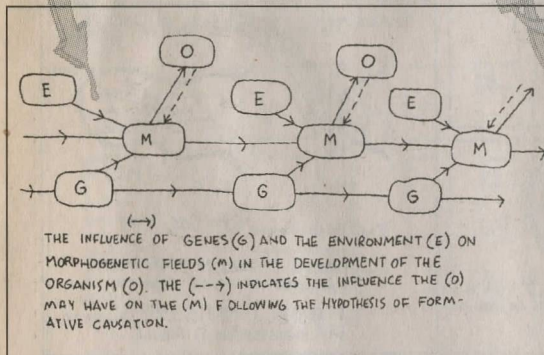 O
O
E
E
E
M
M
M
G
G
G
(→)
THE INFLUENCE OF GENES (G) AND THE ENVIRONMENT (E) ON
MORPHOGENETIC FIELDS (M) IN THE DEVELOPMENT OF THE
ORGANISM (O). THE (--→) INDICATES THE INFLUENCE THE (O)
MAY HAVE ON THE (M) FOLLOWING THE HYPOTHESIS OF FORM-
ATIVE CAUSATION.